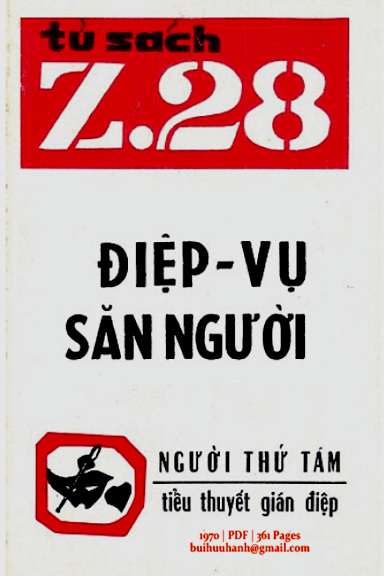 tủ sách
Z.28
ĐIỆP-VỤ
SĂN NGƯỜI
NGƯỜI THỨ TÁM
tiểu thuyết gián điệp
1970 | PDF | 361 Pages
buihuuhanh@gmail.com